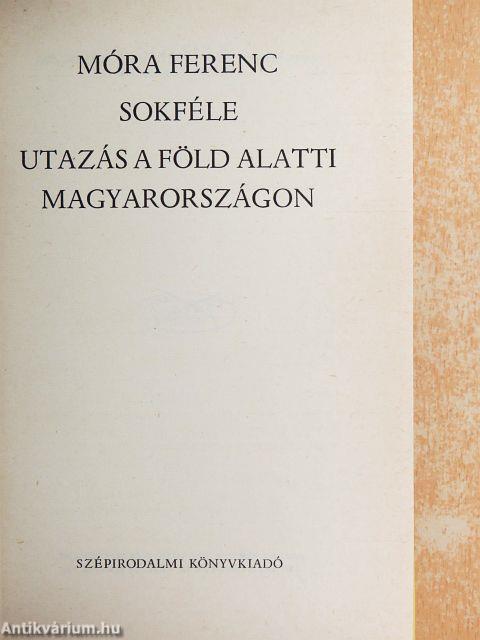 MÓRA FERENC
SOKFÉLE
UTAZÁS A FÖLD ALATTI
MAGYARORSZÁGON
SZÉPIRODALMI KÖNYVKIADÓ
Antikvárium.hu